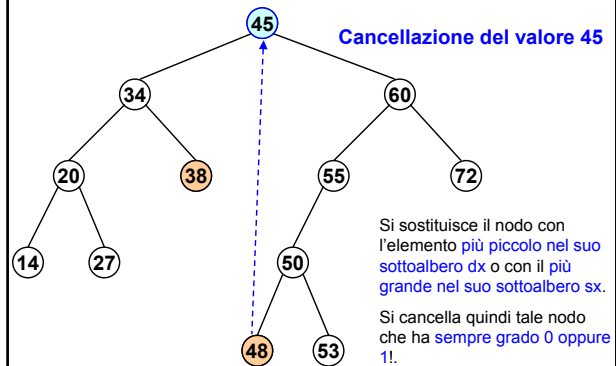 45
Cancellazione del valore 45
34
60
20
38
55
72
14
27
50
48
53
Si sostituisce il nodo con
l'elemento più piccolo nel suo
sottoalbero dx o con il più
grande nel suo sottoalbero sx.
Si cancella quindi tale nodo
che ha sempre grado 0 oppure
1!.